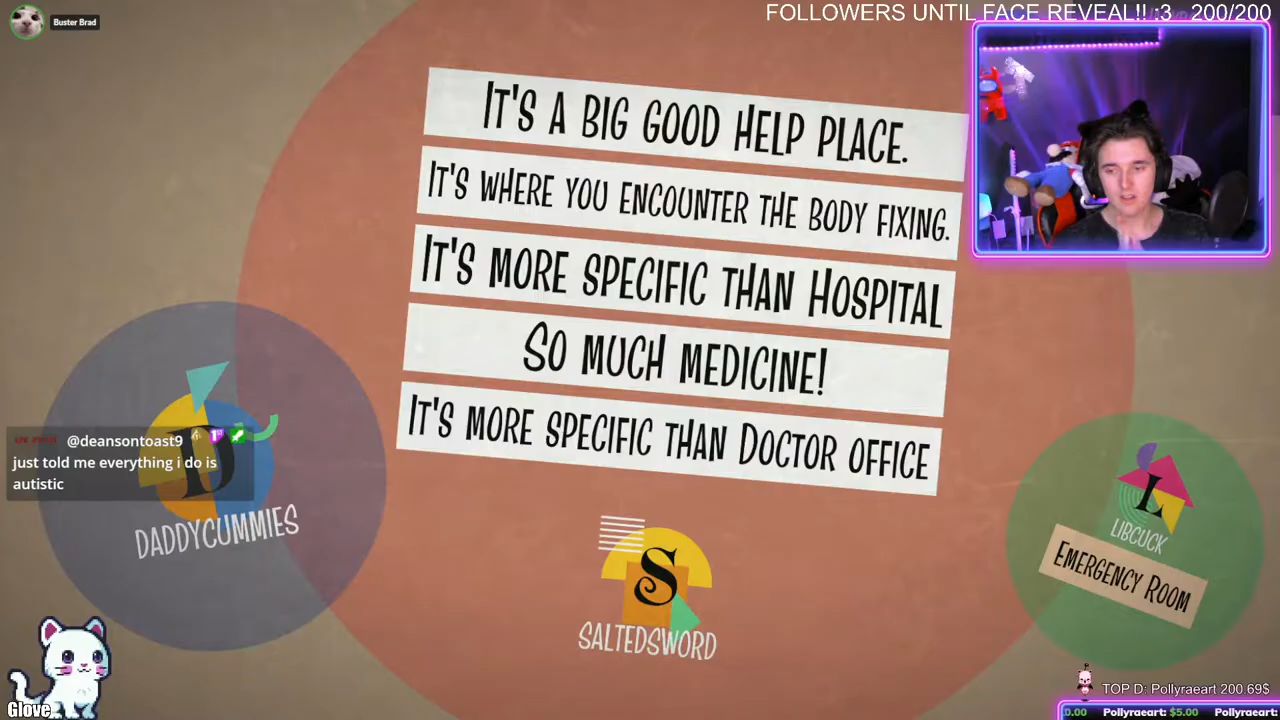 Buster Brad
FOLLOWERS UNTIL FACE REVEAL!! :3 200/200
IT'S A BIG GOOD HELP PLACE.
IT'S WHERE YOU ENCOUNTER THE BODY FIXING.
IT'S MORE SPECIFIC THAN HOSPITAL
SO MUCH MEDICINE!
IT'S MORE SPECIFIC THAN DOCTOR OFFICE
@deansontoast9
just told me everything i do is
autistic
D
DADDYCUMMIES
S
SALTEDSWORD
L
LIBCUCK
EMERGENCY ROOM
Glove
TOP D: Pollyraeart 200.69$
0.00 Pollyraeart: $5.00 Pollyraeart: